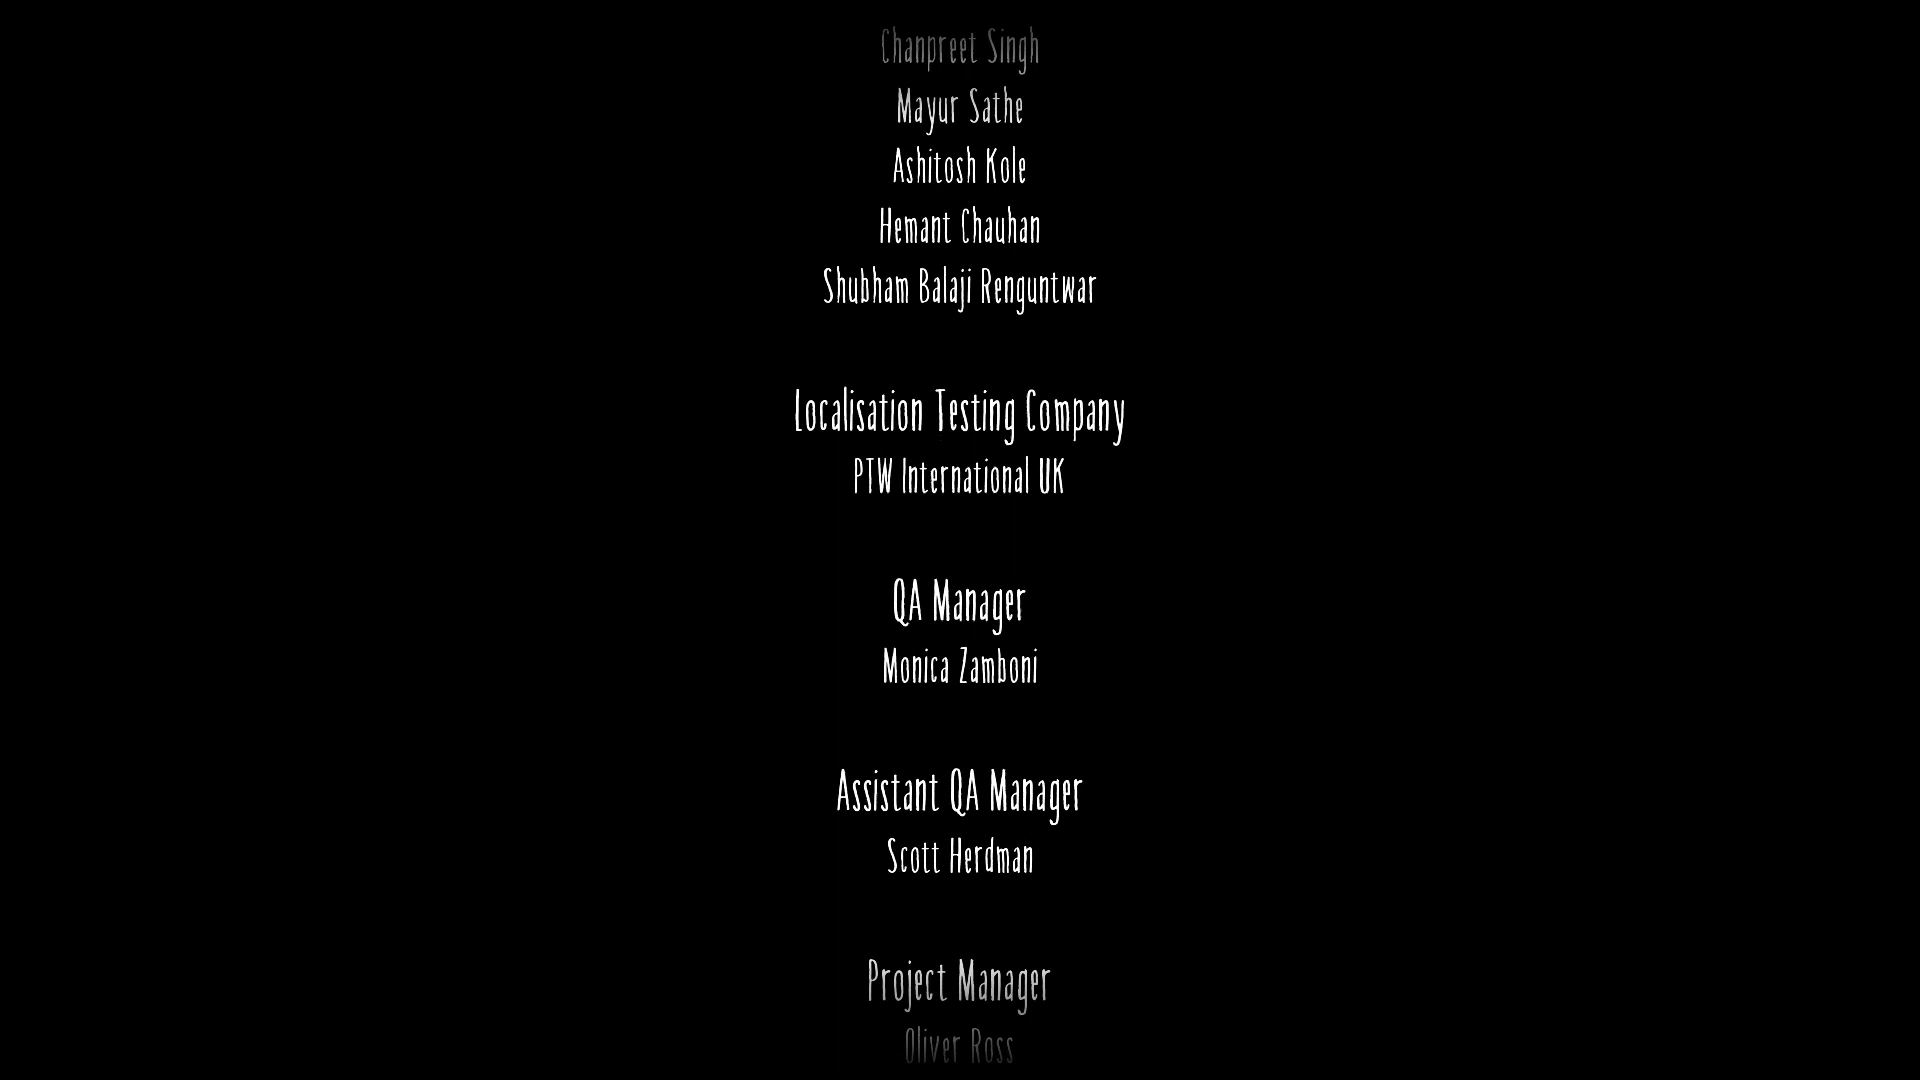 Chanpreet Singh
Mayur Sathe
Ashitosh Kole
Hemant Chauhan
Shubham Balaji Renguntwar
Localisation Testing Company
PTW International UK
QA Manager
Monica Zamboni
Assistant QA Manager
Scott Herdman
Project Manager
Oliver Ross